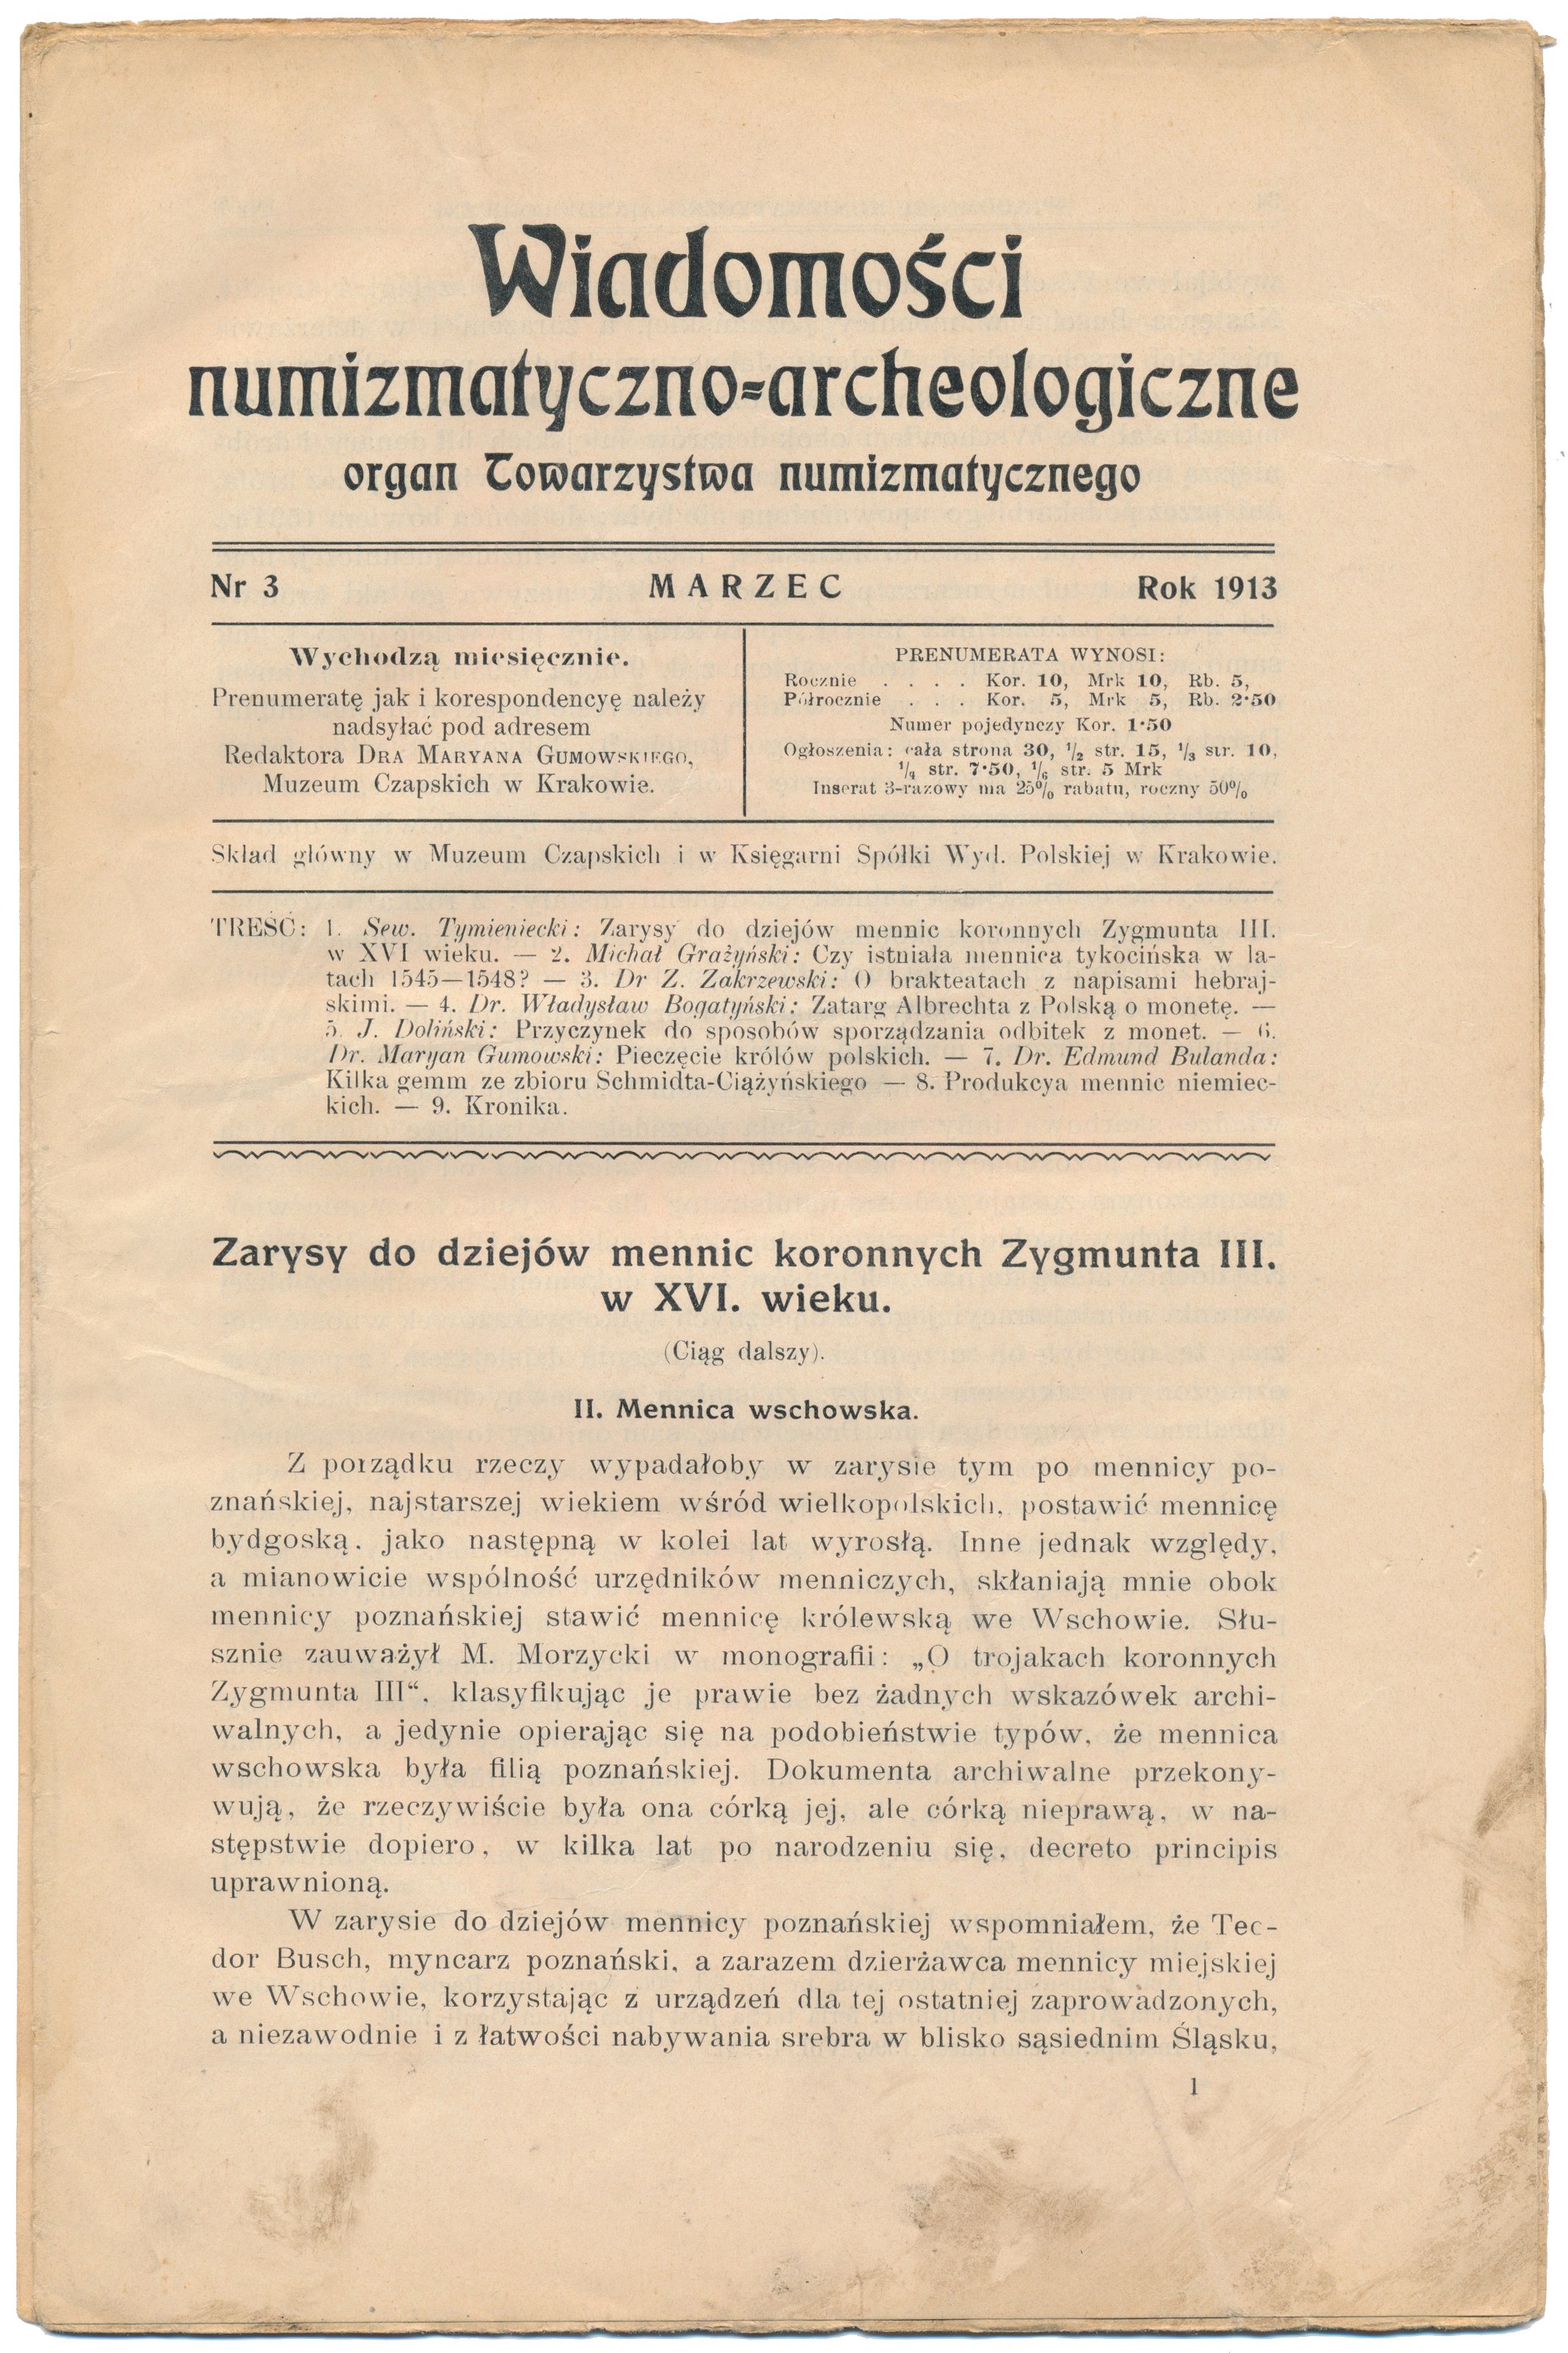 Wiadomości
numizmatyczno-archeologiczne
organ Towarzystwa numizmatycznego
Nr 3 MARZEC Rok 1913
Wychodzą miesięcznie.
Prenumeratę jak i korespondencyę należy
nadsyłać pod adresem
Redaktora DRA MARYANA GUMOWSKIEGO,
Muzeum Czapskich w Krakowie.
PRENUMERATA WYNOSI:
Rocznie . . . . Kor. 10, Mrk 10, Rb. 5,
Półrocznie . . . Kor. 5, Mrk 5, Rb. 2·50
Numer pojedynczy Kor. 1·50
Ogłoszenia: cała strona 30, 1/2 str. 15, 1/3 str. 10,
1/4 str. 7·50, 1/6 str. 5 Mrk
Inserat 3-razowy ma 25% rabatu, roczny 50%
Skład główny w Muzeum Czapskich i w Księgarni Spółki Wyd. Polskiej w Krakowie.
TREŚĆ: 1. Sew. Tymieniecki: Zarysy do dziejów mennic koronnych Zygmunta III.
w XVI wieku. — 2. Michał Grażyński: Czy istniała mennica tykocińska w la-
tach 1545—1548? — 3. Dr Z. Zakrzewski: O brakteatach z napisami hebraj-
skimi. — 4. Dr. Władysław Bogatyński: Zatarg Albrechta z Polską o monetę. —
5. J. Doliński: Przyczynek do sposobów sporządzania odbitek z monet. — 6.
Dr. Maryan Gumowski: Pieczęcie królów polskich. — 7. Dr. Edmund Bulanda:
Kilka gemm ze zbioru Schmidta-Ciążyńskiego — 8. Produkcya mennic niemiec-
kich. — 9. Kronika.
Zarysy do dziejów mennic koronnych Zygmunta III.
w XVI. wieku.
(Ciąg dalszy).
II. Mennica wschowska.
Z porządku rzeczy wypadałoby w zarysie tym po mennicy po-
znańskiej, najstarszej wiekiem wśród wielkopolskich, postawić mennicę
bydgoską, jako następną w kolei lat wyrosłą. Inne jednak względy,
a mianowicie wspólność urzędników menniczych, skłaniają mnie obok
mennicy poznańskiej stawić mennicę królewską we Wschowie. Słu-
sznie zauważył M. Morzycki w monografii: „O trojakach koronnych
Zygmunta III“, klasyfikując je prawie bez żadnych wskazówek archi-
walnych, a jedynie opierając się na podobieństwie typów, że mennica
wschowska była filią poznańskiej. Dokumenta archiwalne przekony-
wują, że rzeczywiście była ona córką jej, ale córką nieprawą, w na-
stępstwie dopiero, w kilka lat po narodzeniu się, decreto principis
uprawnioną.
W zarysie do dziejów mennicy poznańskiej wspomniałem, że Teo-
dor Busch, myncarz poznański, a zarazem dzierżawca mennicy miejskiej
we Wschowie, korzystając z urządzeń dla tej ostatniej zaprowadzonych,
a niezawodnie i z łatwości nabywania srebra w blisko sąsiednim Śląsku,
1